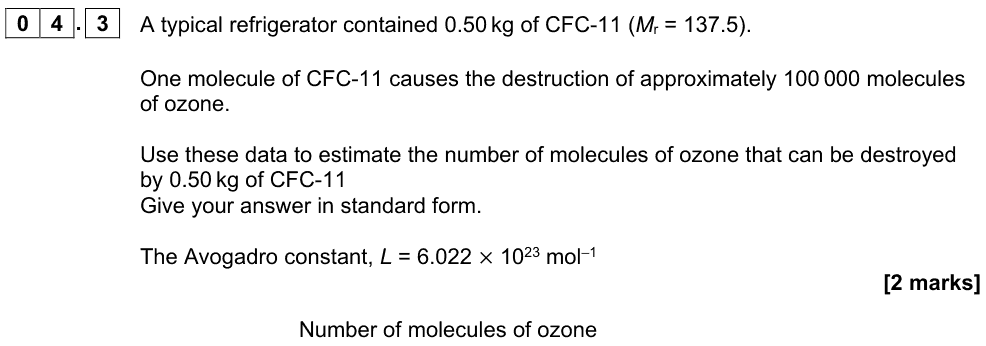 0 4 . 3 A typical refrigerator contained 0.50 kg of CFC-11 (Mr = 137.5).
One molecule of CFC-11 causes the destruction of approximately 100 000 molecules
of ozone.
Use these data to estimate the number of molecules of ozone that can be destroyed
by 0.50 kg of CFC-11
Give your answer in standard form.
The Avogadro constant, L = 6.022 × 10²³ mol⁻¹
[2 marks]
Number of molecules of ozone